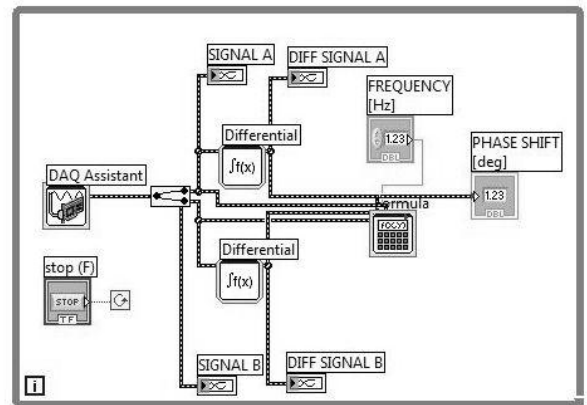 SIGNAL A
DIFF SIGNAL A
FREQUENCY
[Hz]
1.23
DBL
Differential
∫f(x)
PHASE SHIFT
[deg]
1.23
DBL
DAQ Assistant
Formula
Differential
∫f(x)
stop (F)
STOP
TF
SIGNAL B
DIFF SIGNAL B
i